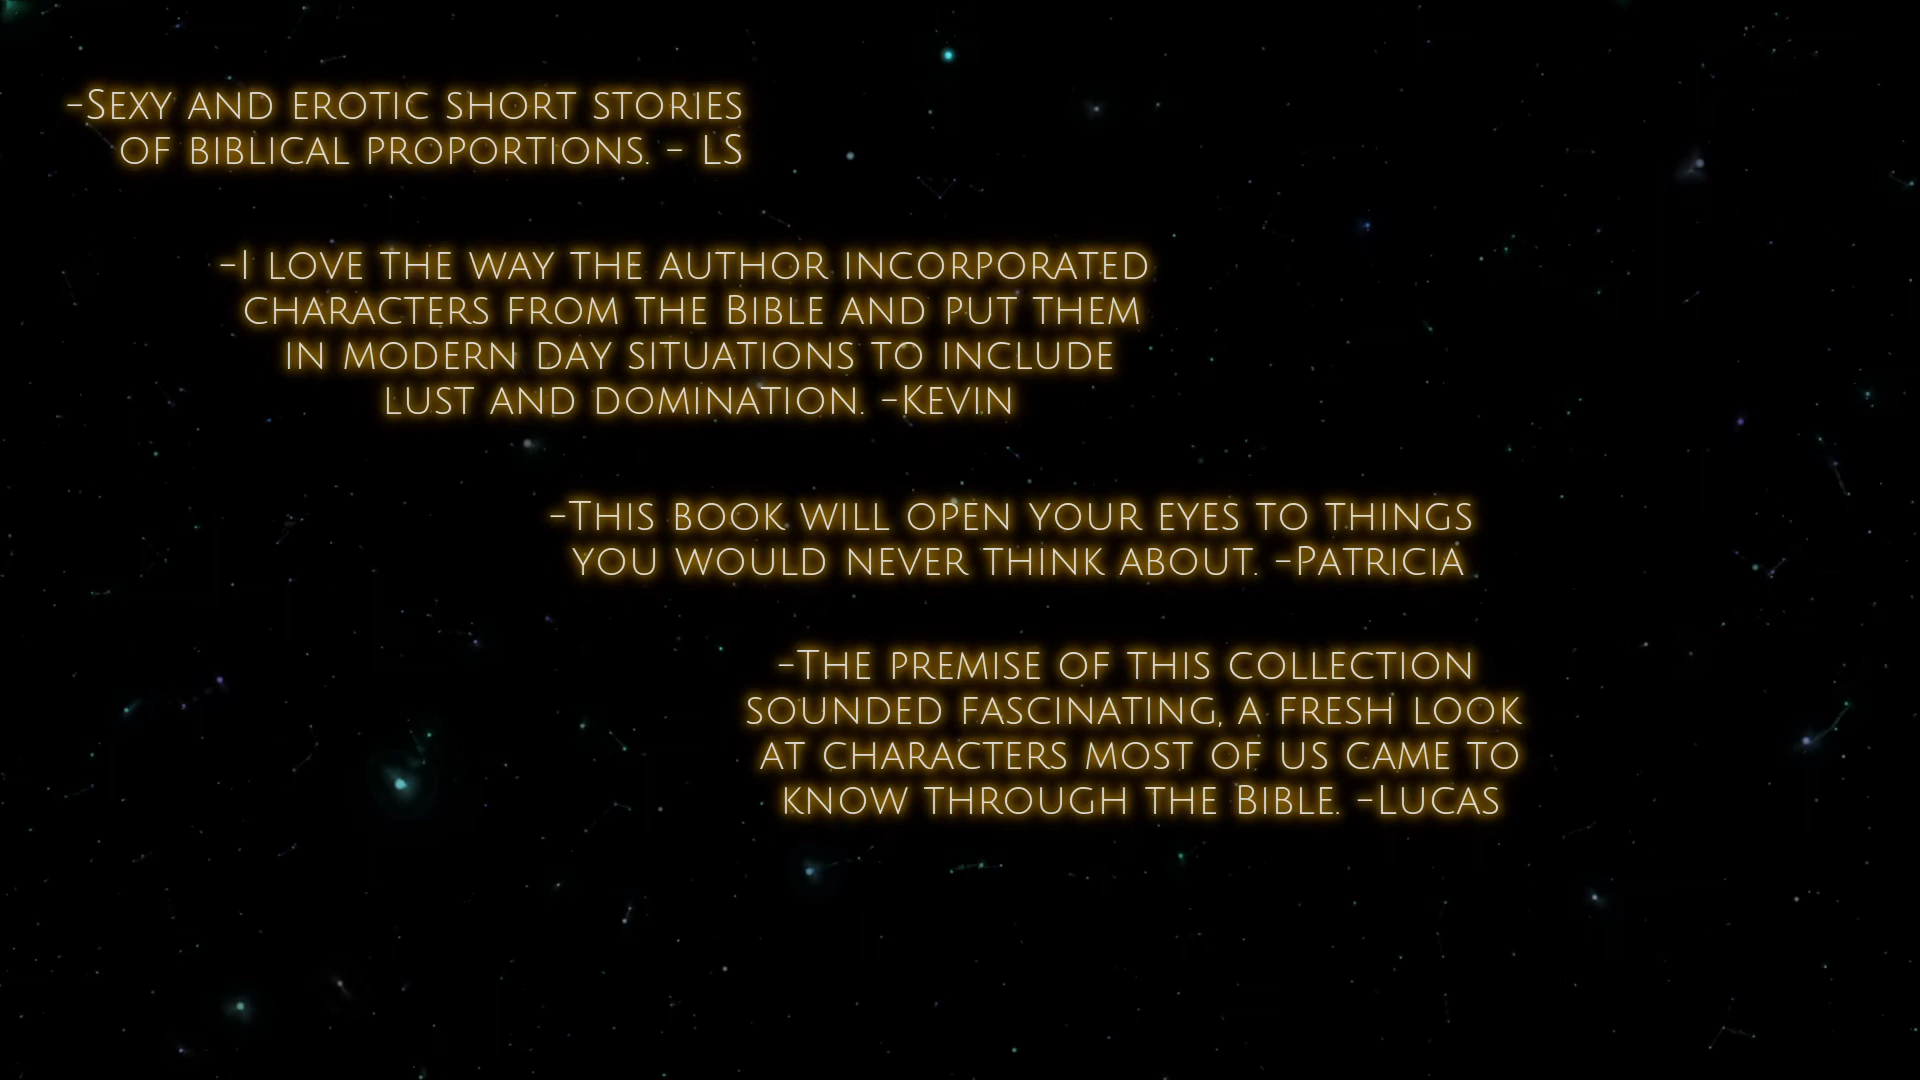 -Sexy and erotic short stories
of biblical proportions. - LS
-I love the way the author incorporated
characters from the Bible and put them
in modern day situations to include
lust and domination. -Kevin
-This book will open your eyes to things
you would never think about. -Patricia
-The premise of this collection
sounded fascinating, a fresh look
at characters most of us came to
know through the Bible. -Lucas